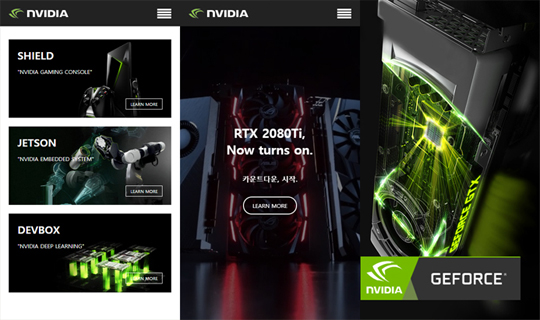 NVIDIA
SHIELD
"NVIDIA GAMING CONSOLE"
LEARN MORE
JETSON
"NVIDIA EMBEDDED SYSTEM"
LEARN MORE
DEVBOX
"NVIDIA DEEP LEARNING"
LEARN MORE
NVIDIA
RTX 2080Ti,
Now turns on.
카운트다운, 시작.
LEARN MORE
GEFORCE GTX
NVIDIA
GEFORCE